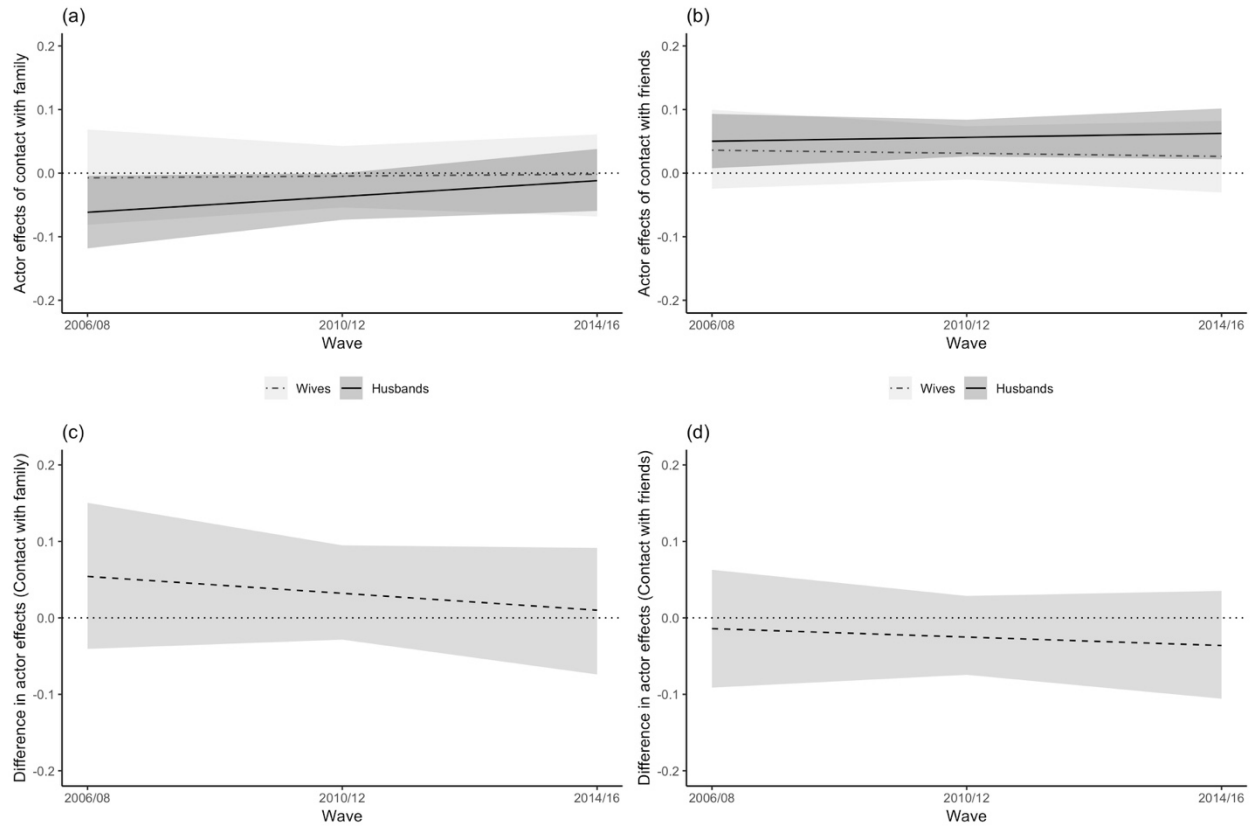 (a)
Actor effects of contact with family
0.2
0.1
0.0
-0.1
-0.2
2006/08
2010/12
2014/16
Wave
Wives
Husbands
(b)
Actor effects of contact with friends
0.2
0.1
0.0
-0.1
-0.2
2006/08
2010/12
2014/16
Wave
Wives
Husbands
(c)
Difference in actor effects (Contact with family)
0.2
0.1
0.0
-0.1
-0.2
2006/08
2010/12
2014/16
Wave
(d)
Difference in actor effects (Contact with friends)
0.2
0.1
0.0
-0.1
-0.2
2006/08
2010/12
2014/16
Wave